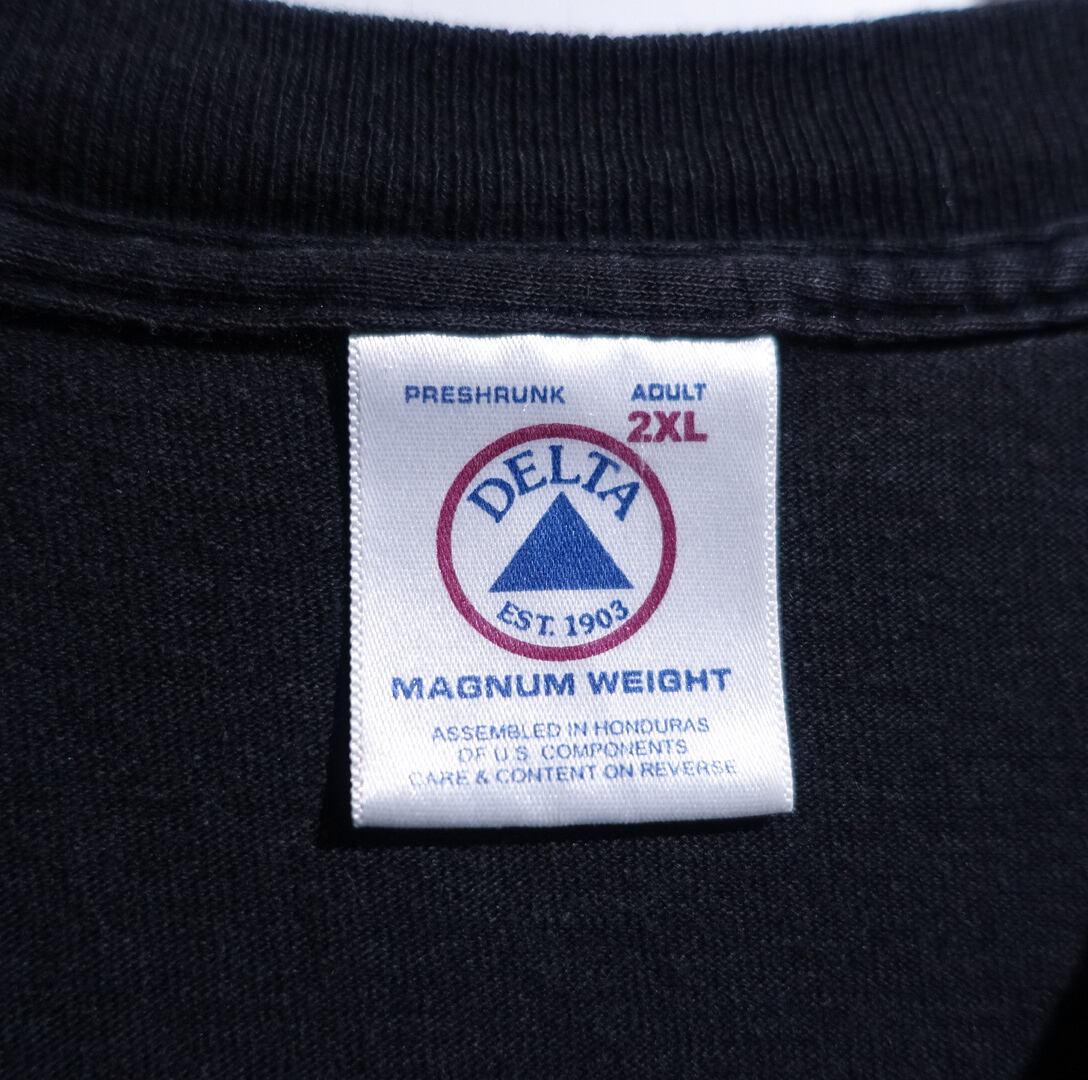 PRESHRUNK ADULT
2XL
DELTA
EST. 1903
MAGNUM WEIGHT
ASSEMBLED IN HONDURAS
OF U.S. COMPONENTS
CARE & CONTENT ON REVERSE